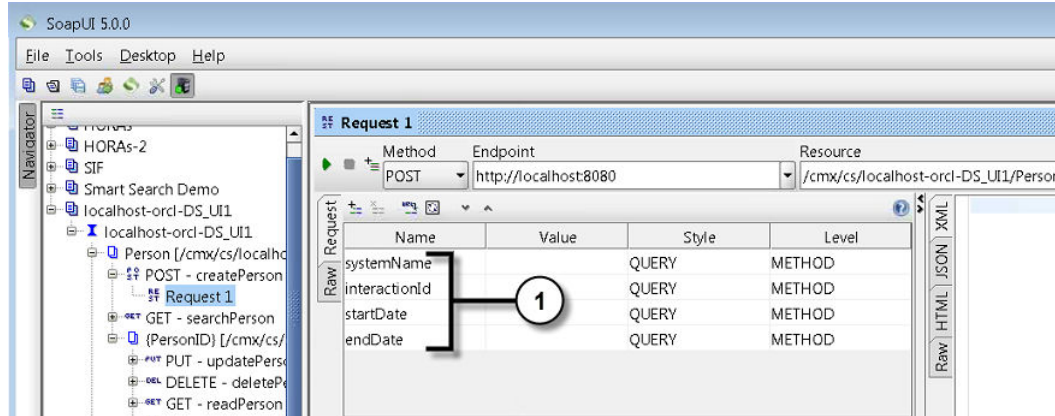 SoapUI 5.0.0
File Tools Desktop Help
Navigator
HORAs-2
SIF
Smart Search Demo
localhost-orcl-DS_UI1
localhost-orcl-DS_UI1
Person [/cmx/cs/localhc
POST - createPerson
Request 1
GET - searchPerson
{PersonID} [/cmx/cs/
PUT - updatePerso
DELETE - deletePe
GET - readPerson
Request 1
Method Endpoint Resource
POST http://localhost:8080 /cmx/cs/localhost-orcl-DS_UI1/Person
Request
Raw
Name Value Style Level
systemName QUERY METHOD
interactionId QUERY METHOD
startDate QUERY METHOD
endDate QUERY METHOD
1
XML
JSON
HTML
Raw